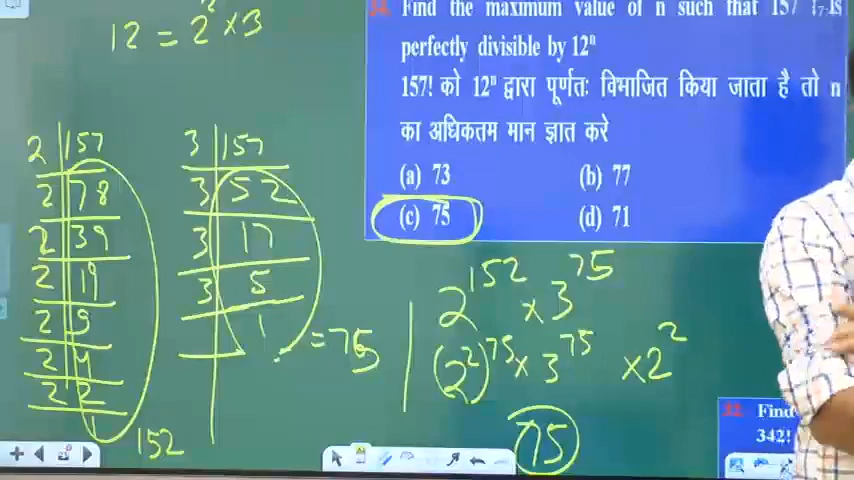 12 = 2² × 3
Find the maximum value of n such that 157 ! is
perfectly divisible by 12ⁿ
157! को 12ⁿ द्वारा पूर्णतः विभाजित किया जाता है तो n
का अधिकतम मान ज्ञात करे
(a) 73
(b) 77
(c) 75
(d) 71
2 | 157
2 | 78
2 | 39
2 | 19
2 | 9
2 | 4
2 | 2
1
152
3 | 157
3 | 52
3 | 17
3 | 5
1
= 75
2¹⁵² × 3⁷⁵
(2²)⁷⁵ × 3⁷⁵ × 2²
75
32. Find
342!